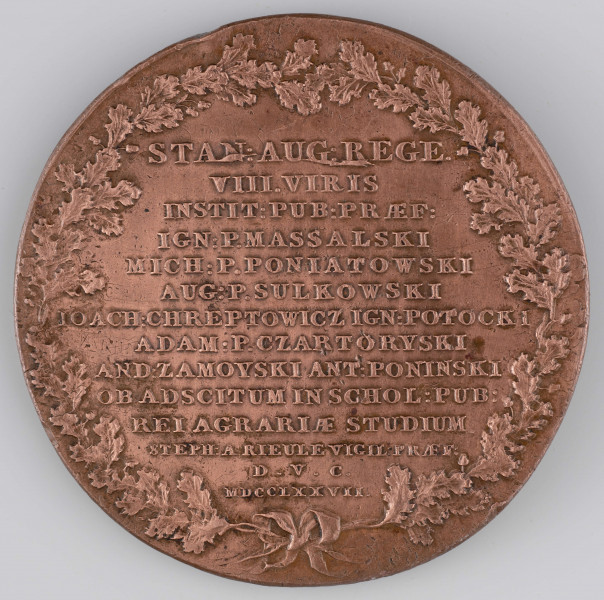 STAN:AUG:REGE.
VIII.VIRIS
INSTIT:PUB:PRÆF:
IGN:P.MASSALSKI
MICH:P.PONIATOWSKI
AUG:P.SULKOWSKI
IOACH:CHREPTOWICZ IGN:POTOCKI
ADAM:P.CZARTORYSKI
AND.ZAMOYSKI ANT:PONINSKI
OB ADSCITUM IN SCHOL:PUB:
REI AGRARIÆ STUDIUM
STEPH:A RIEULE VIGIL:PRÆF:
D.V.C
MDCCLXXVII.